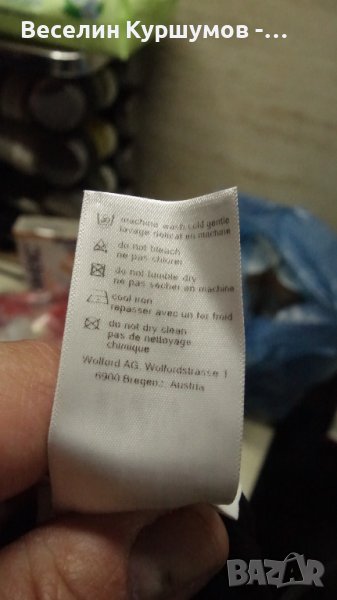 Веселин Куршумов -...
machine wash cold gentle
lavage delicat en machine
do not bleach
ne pas chlorer
do not tumble dry
ne pas sécher en machine
cool iron
repasser avec un fer froid
do not dry clean
pas de nettoyage
chimique
Wolford AG, Wolfordstrasse 1
6900 Bregenz Austria
BAZAR